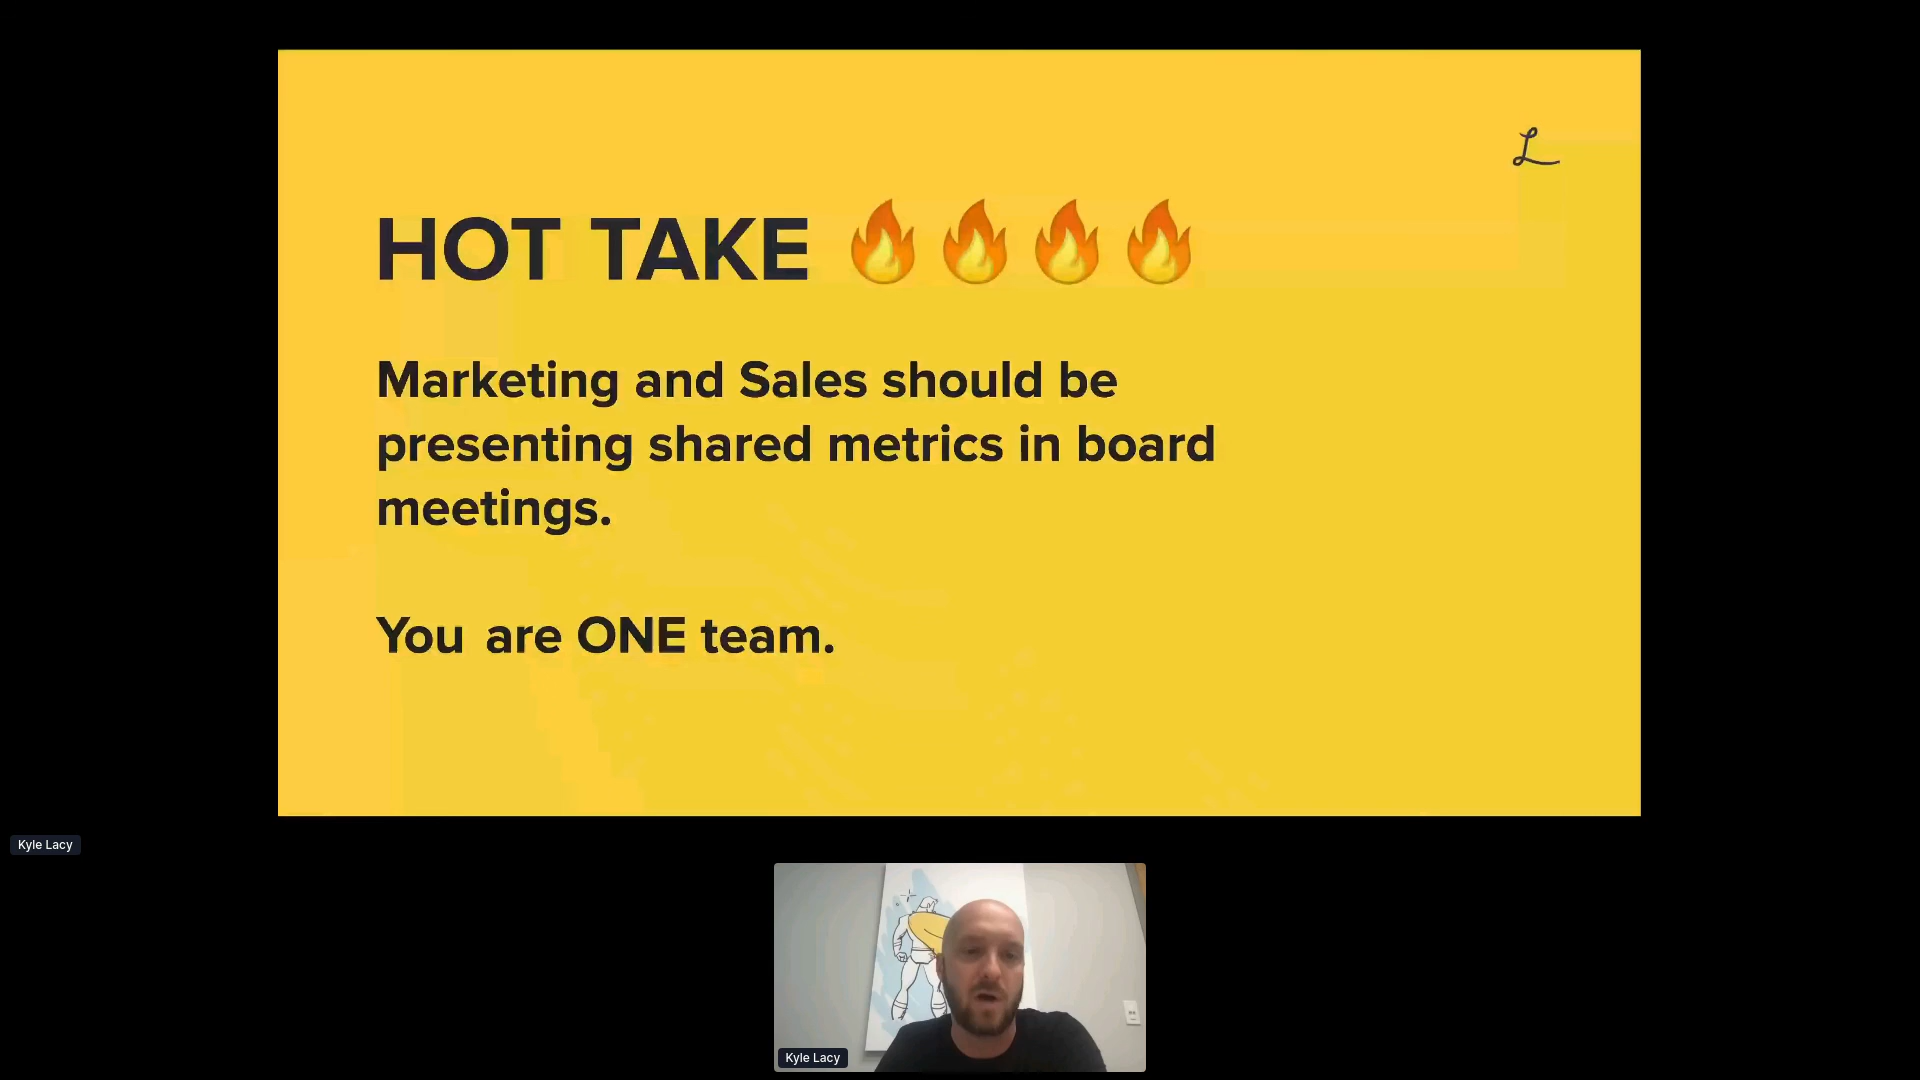 L
HOT TAKE 🔥🔥🔥🔥
Marketing and Sales should be
presenting shared metrics in board
meetings.
You are ONE team.
Kyle Lacy
Kyle Lacy